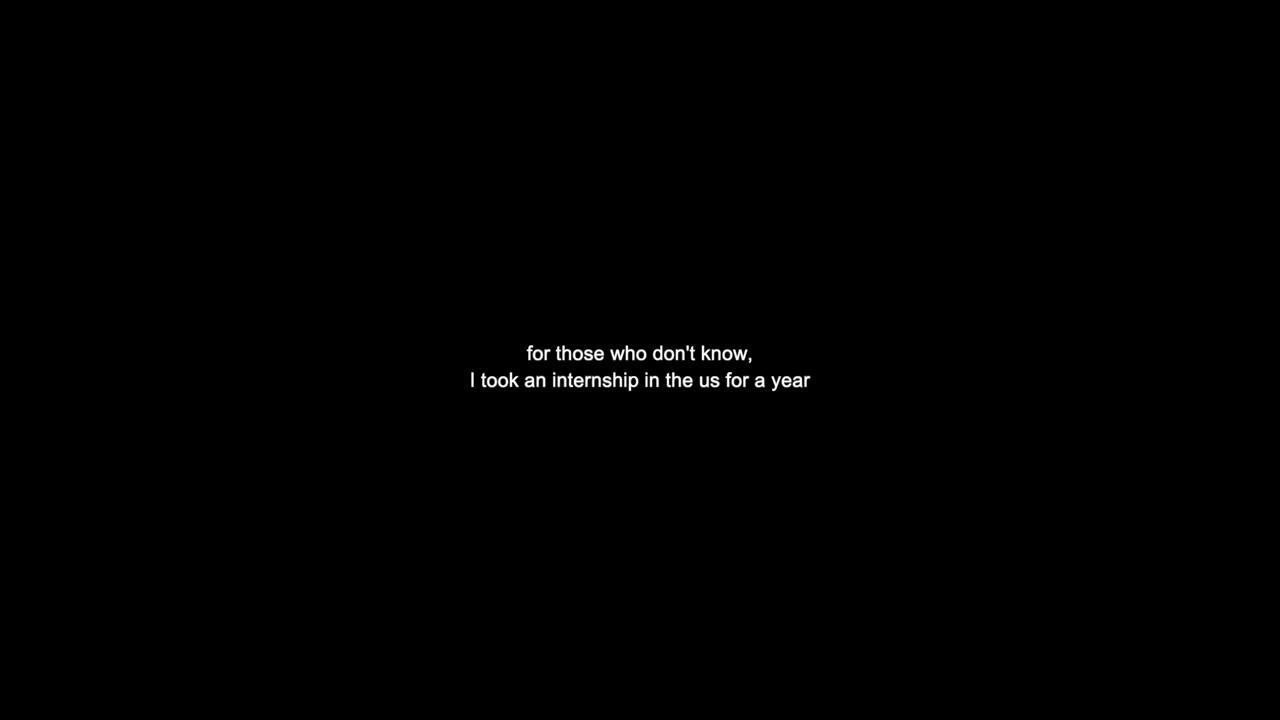 for those who don't know,
I took an internship in the us for a year